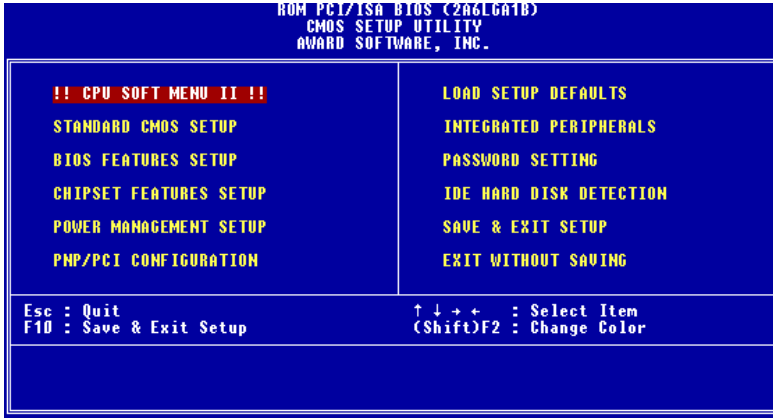 ROM PCI/ISA BIOS (2A6LGA1B)
CMOS SETUP UTILITY
AWARD SOFTWARE, INC.
!! CPU SOFT MENU II !!
STANDARD CMOS SETUP
BIOS FEATURES SETUP
CHIPSET FEATURES SETUP
POWER MANAGEMENT SETUP
PNP/PCI CONFIGURATION
LOAD SETUP DEFAULTS
INTEGRATED PERIPHERALS
PASSWORD SETTING
IDE HARD DISK DETECTION
SAVE & EXIT SETUP
EXIT WITHOUT SAVING
Esc : Quit
F10 : Save & Exit Setup
↑ ↓ → ← : Select Item
(Shift)F2 : Change Color